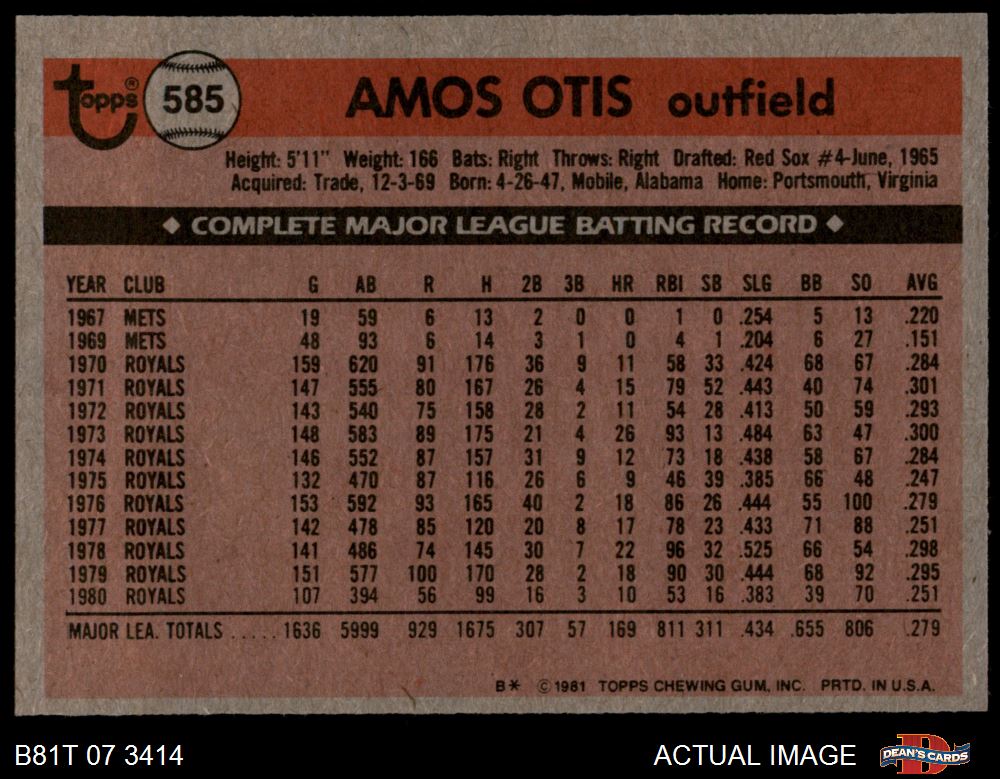 topps® 585 AMOS OTIS outfield
Height: 5'11" Weight: 166 Bats: Right Throws: Right Drafted: Red Sox #4-June, 1965
Acquired: Trade, 12-3-69 Born: 4-26-47, Mobile, Alabama Home: Portsmouth, Virginia
◆ COMPLETE MAJOR LEAGUE BATTING RECORD ◆
YEAR CLUB G AB R H 2B 3B HR RBI SB SLG BB SO AVG
1967 METS 19 59 6 13 2 0 0 1 0 .254 5 13 .220
1969 METS 48 93 6 14 3 1 0 4 1 .204 6 27 .151
1970 ROYALS 159 620 91 176 36 9 11 58 33 .424 68 67 .284
1971 ROYALS 147 555 80 167 26 4 15 79 52 .443 40 74 .301
1972 ROYALS 143 540 75 158 28 2 11 54 28 .413 50 59 .293
1973 ROYALS 148 583 89 175 21 4 26 93 13 .484 63 47 .300
1974 ROYALS 146 552 87 157 31 9 12 73 18 .438 58 67 .284
1975 ROYALS 132 470 87 116 26 6 9 46 39 .385 66 48 .247
1976 ROYALS 153 592 93 165 40 2 18 86 26 .444 55 100 .279
1977 ROYALS 142 478 85 120 20 8 17 78 23 .433 71 88 .251
1978 ROYALS 141 486 74 145 30 7 22 96 32 .525 66 54 .298
1979 ROYALS 151 577 100 170 28 2 18 90 30 .444 68 92 .295
1980 ROYALS 107 394 56 99 16 3 10 53 16 .383 39 70 .251
MAJOR LEA. TOTALS ..... 1636 5999 929 1675 307 57 169 811 311 .434 .655 806 .279
B* ©1981 TOPPS CHEWING GUM, INC. PRTD. IN U.S.A.
B81T 07 3414 ACTUAL IMAGE DEAN'S CARDS